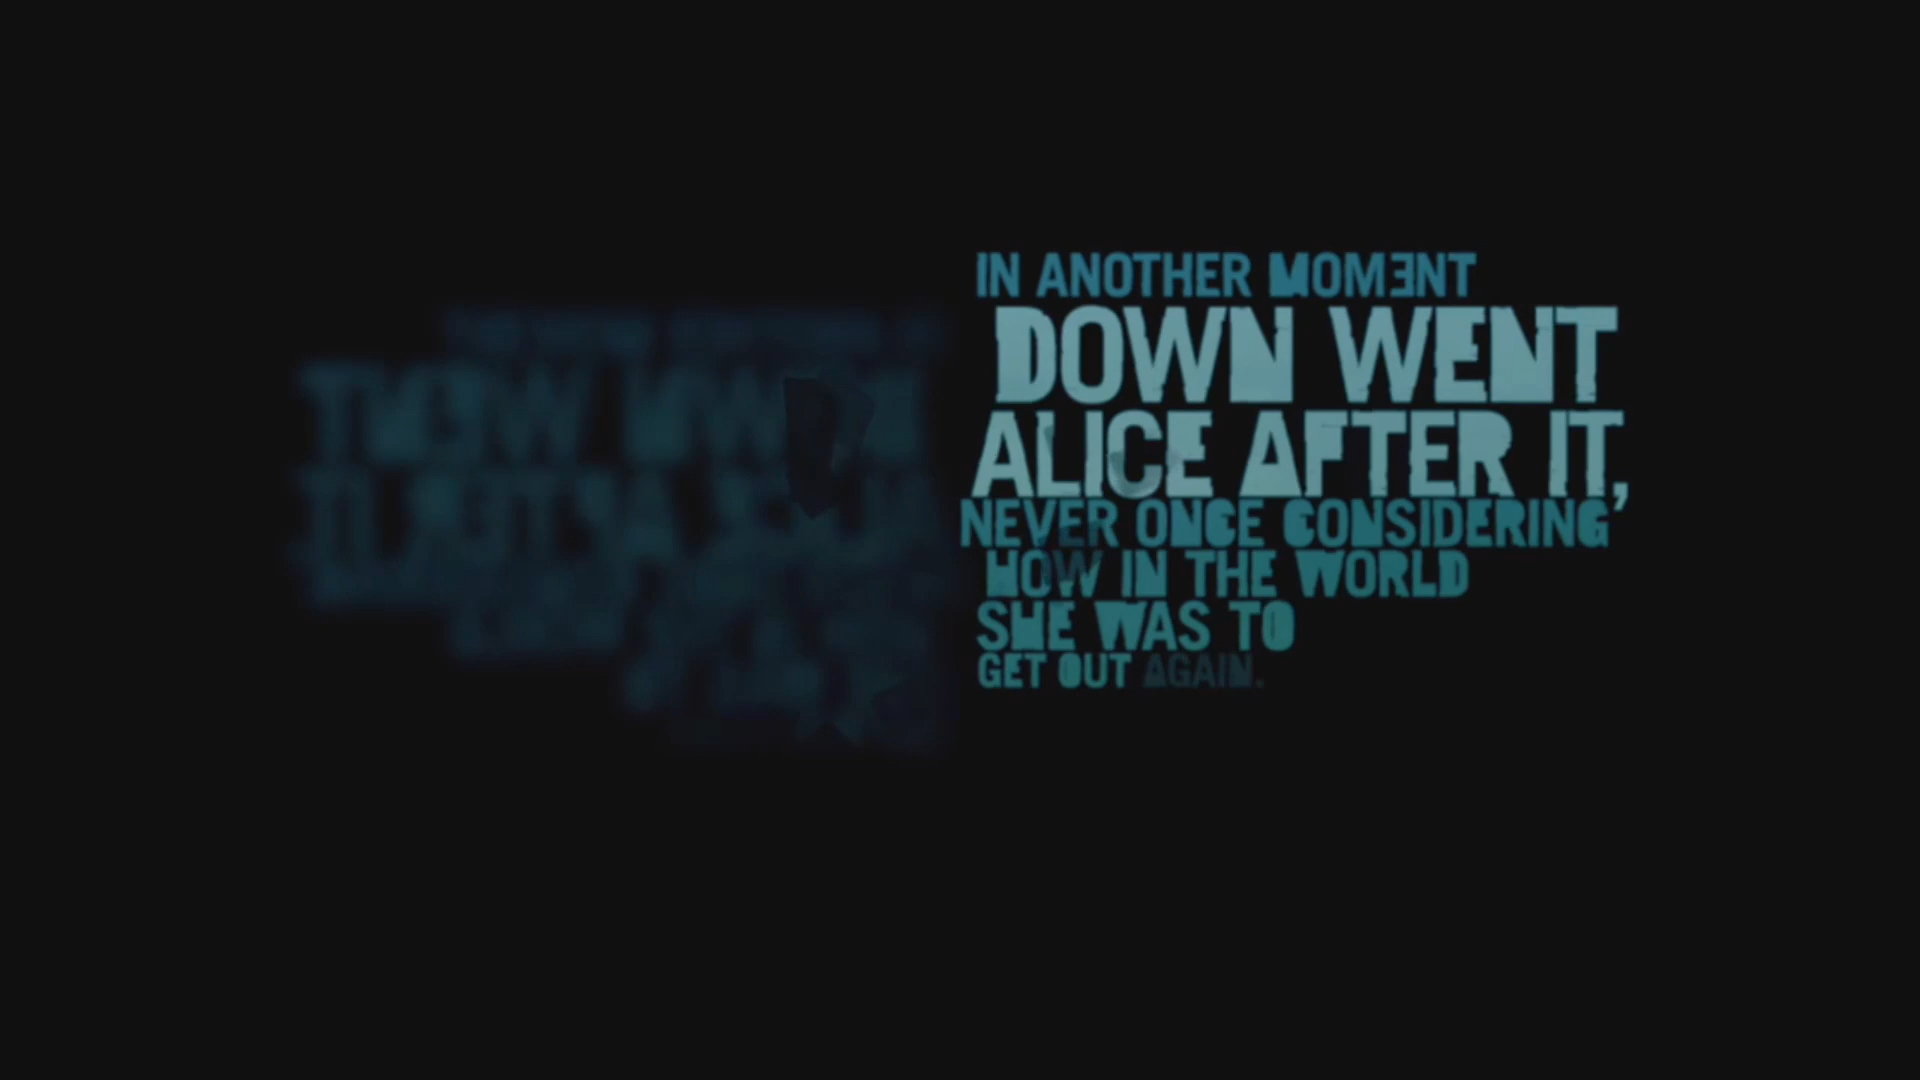 IN ANOTHER MOMENT
DOWN WENT
ALICE AFTER IT,
NEVER ONCE CONSIDERING
HOW IN THE WORLD
SHE WAS TO
GET OUT AGAIN.